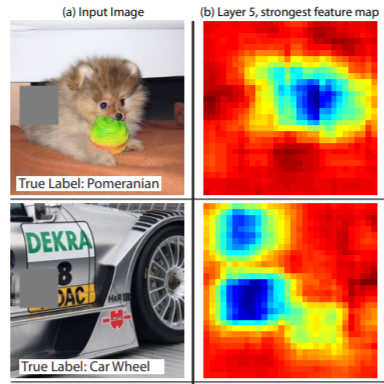 (a) Input Image
(b) Layer 5, strongest feature map
True Label: Pomeranian
DEKRA
8
DAC
H&R
True Label: Car Wheel